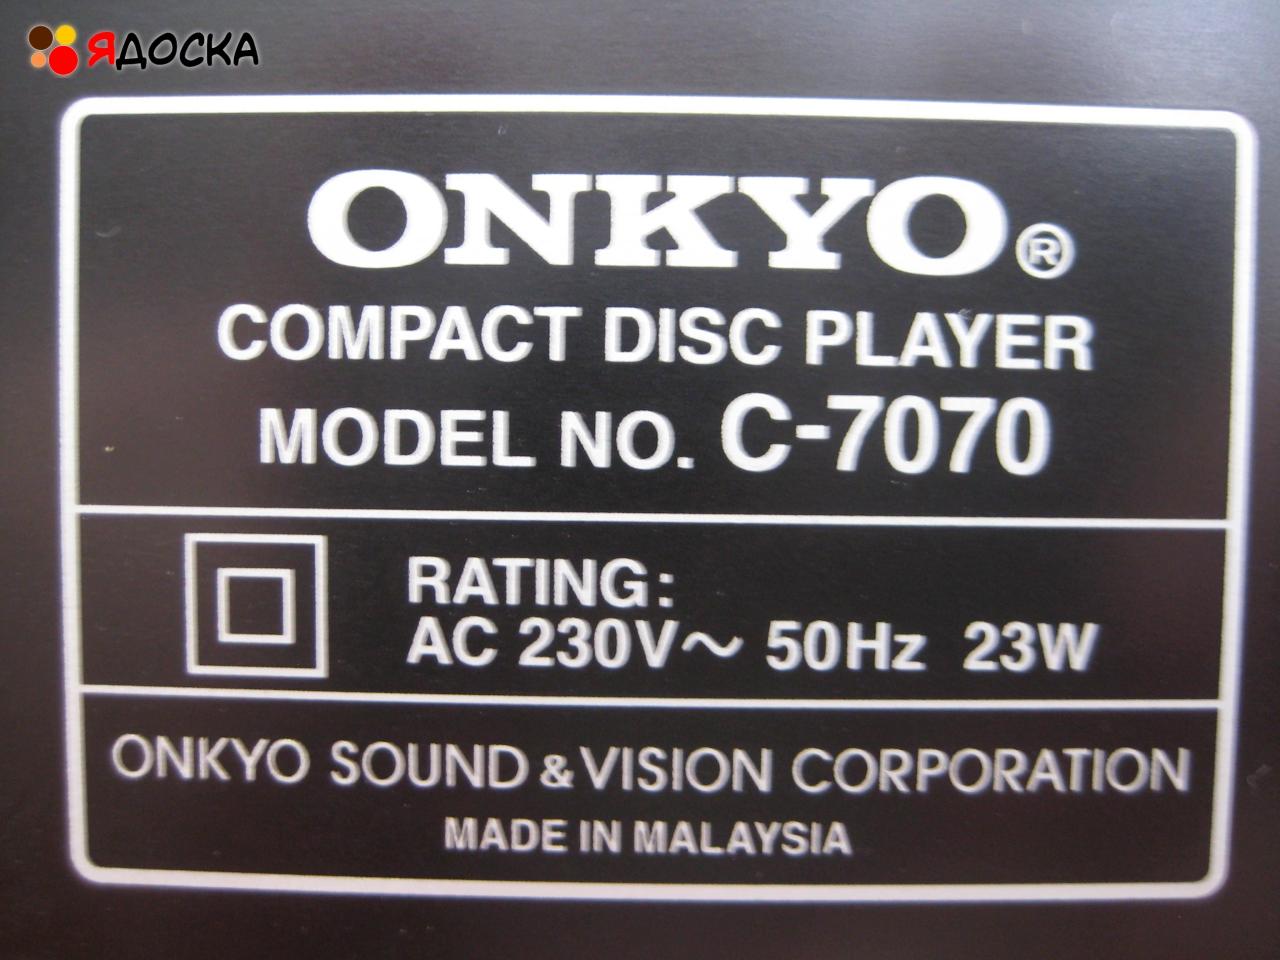 ЯДОСКА
ONKYO®
COMPACT DISC PLAYER
MODEL NO. C-7070
RATING:
AC 230V～ 50Hz 23W
ONKYO SOUND & VISION CORPORATION
MADE IN MALAYSIA